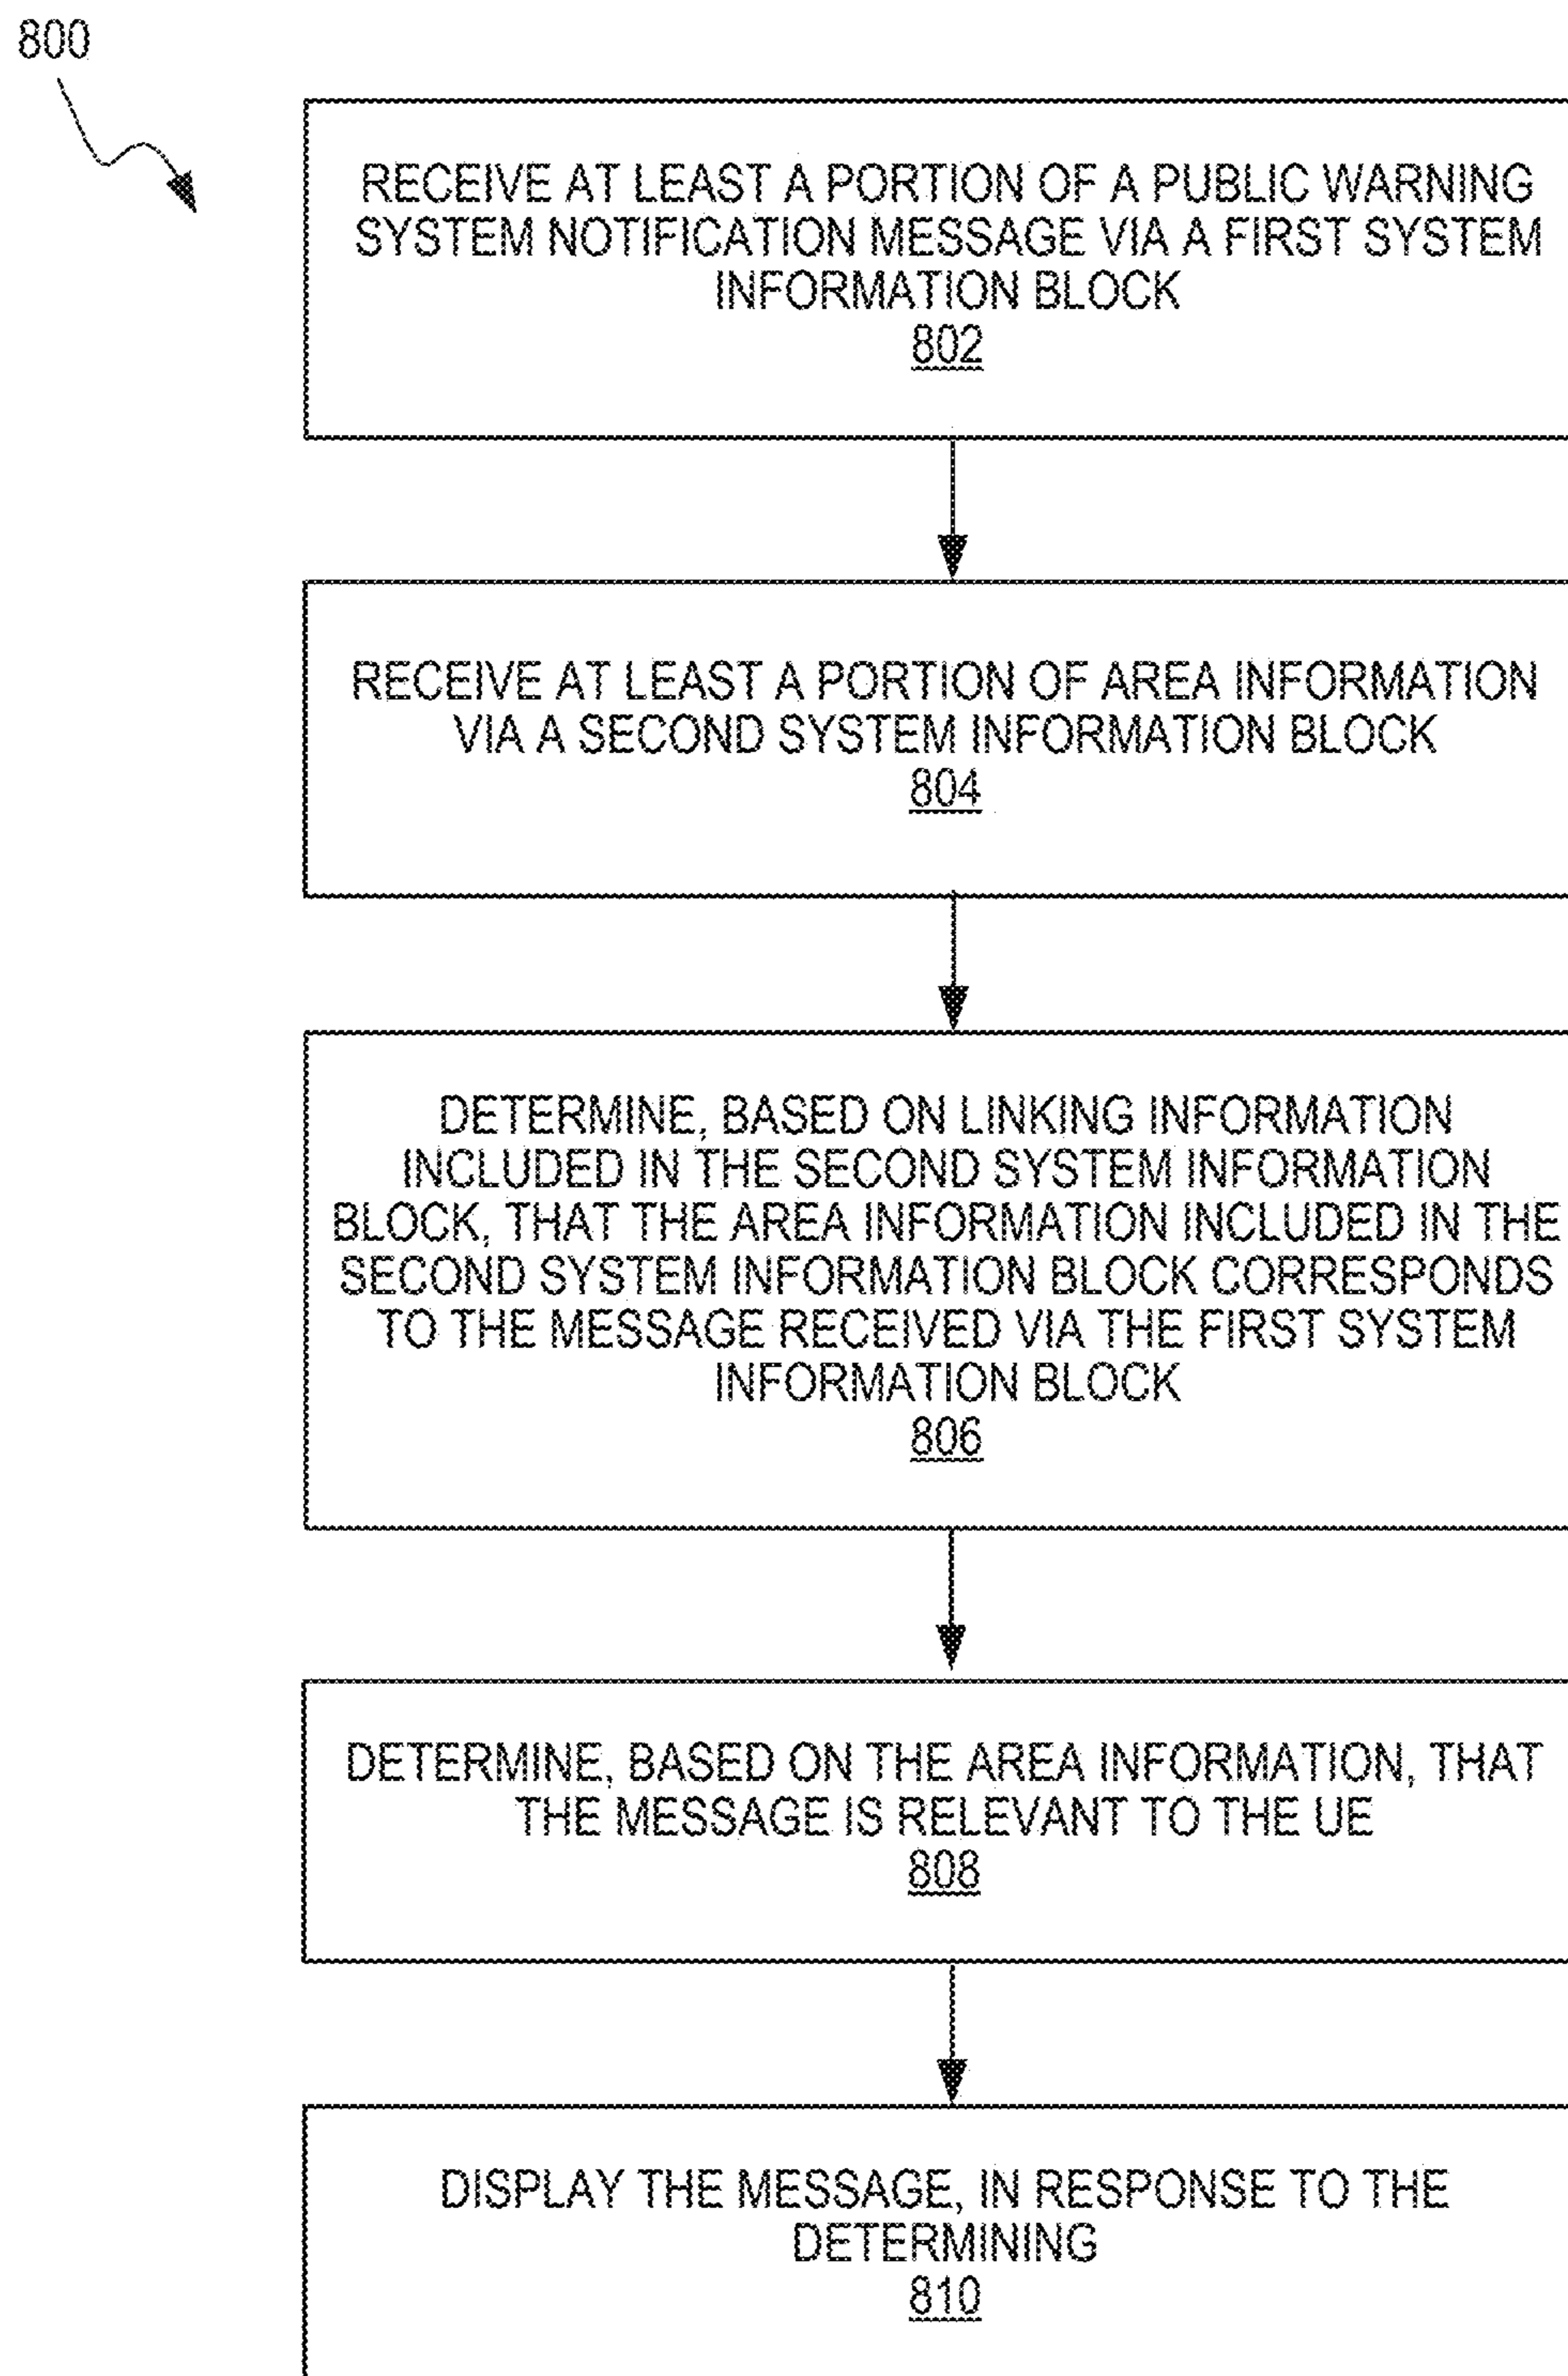 800
RECEIVE AT LEAST A PORTION OF A PUBLIC WARNING
SYSTEM NOTIFICATION MESSAGE VIA A FIRST SYSTEM
INFORMATION BLOCK
802
RECEIVE AT LEAST A PORTION OF AREA INFORMATION
VIA A SECOND SYSTEM INFORMATION BLOCK
804
DETERMINE, BASED ON LINKING INFORMATION
INCLUDED IN THE SECOND SYSTEM INFORMATION
BLOCK, THAT THE AREA INFORMATION INCLUDED IN THE
SECOND SYSTEM INFORMATION BLOCK CORRESPONDS
TO THE MESSAGE RECEIVED VIA THE FIRST SYSTEM
INFORMATION BLOCK
806
DETERMINE, BASED ON THE AREA INFORMATION, THAT
THE MESSAGE IS RELEVANT TO THE UE
808
DISPLAY THE MESSAGE, IN RESPONSE TO THE
DETERMINING
810